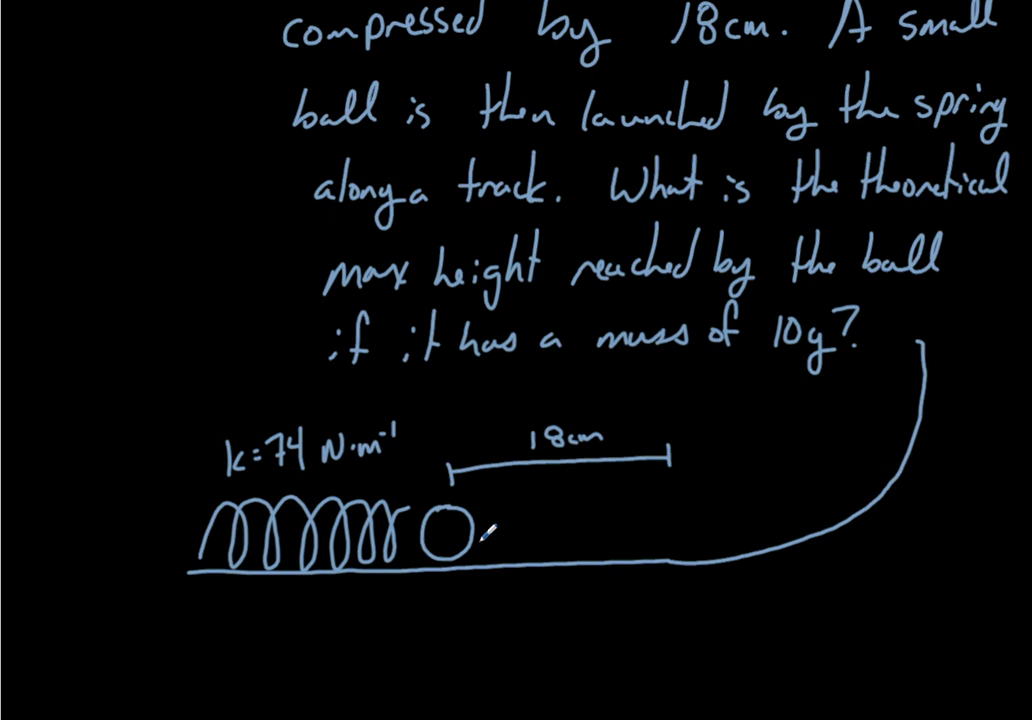 compressed by 18cm. A small
ball is then launched by the spring
along a track. What is the theoretical
max height reached by the ball
if it has a mass of 10g?
18cm
k=74 N·m⁻¹